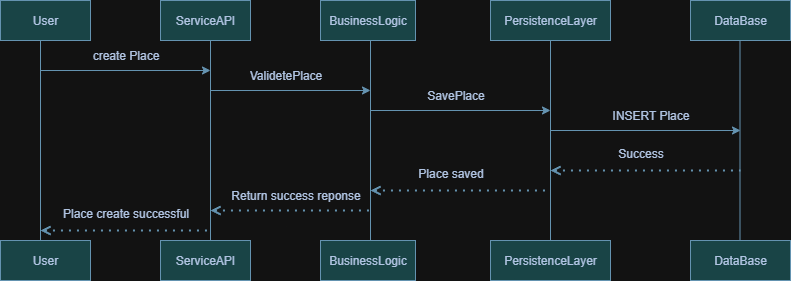 User
ServiceAPI
BusinessLogic
PersistenceLayer
DataBase
create Place
ValidetePlace
SavePlace
INSERT Place
Success
Place saved
Return success reponse
Place create successful
User
ServiceAPI
BusinessLogic
PersistenceLayer
DataBase